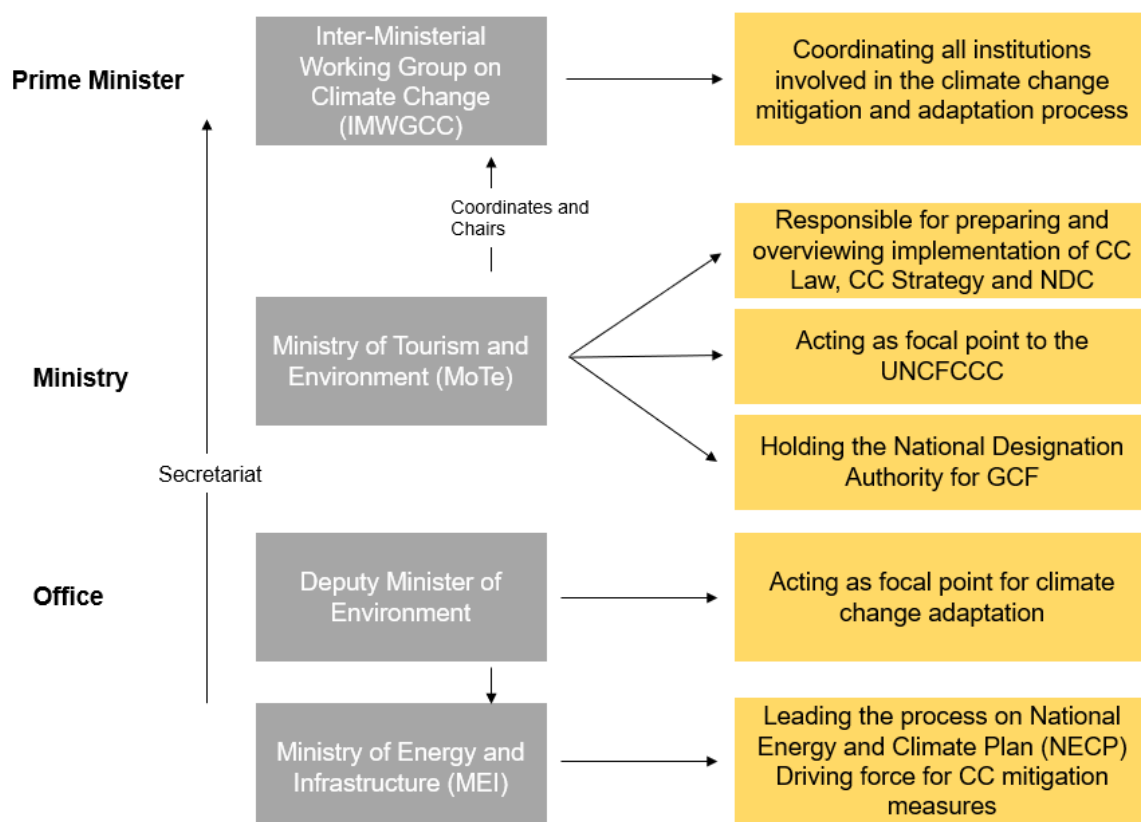 Prime Minister
Inter-Ministerial
Working Group on
Climate Change
(IMWGCC)
Coordinating all institutions
involved in the climate change
mitigation and adaptation process
Coordinates and
Chairs
Responsible for preparing and
overviewing implementation of CC
Law, CC Strategy and NDC
Ministry
Ministry of Tourism and
Environment (MoTe)
Acting as focal point to the
UNCFCCC
Holding the National Designation
Authority for GCF
Secretariat
Office
Deputy Minister of
Environment
Acting as focal point for climate
change adaptation
Ministry of Energy and
Infrastructure (MEI)
Leading the process on National
Energy and Climate Plan (NECP)
Driving force for CC mitigation
measures